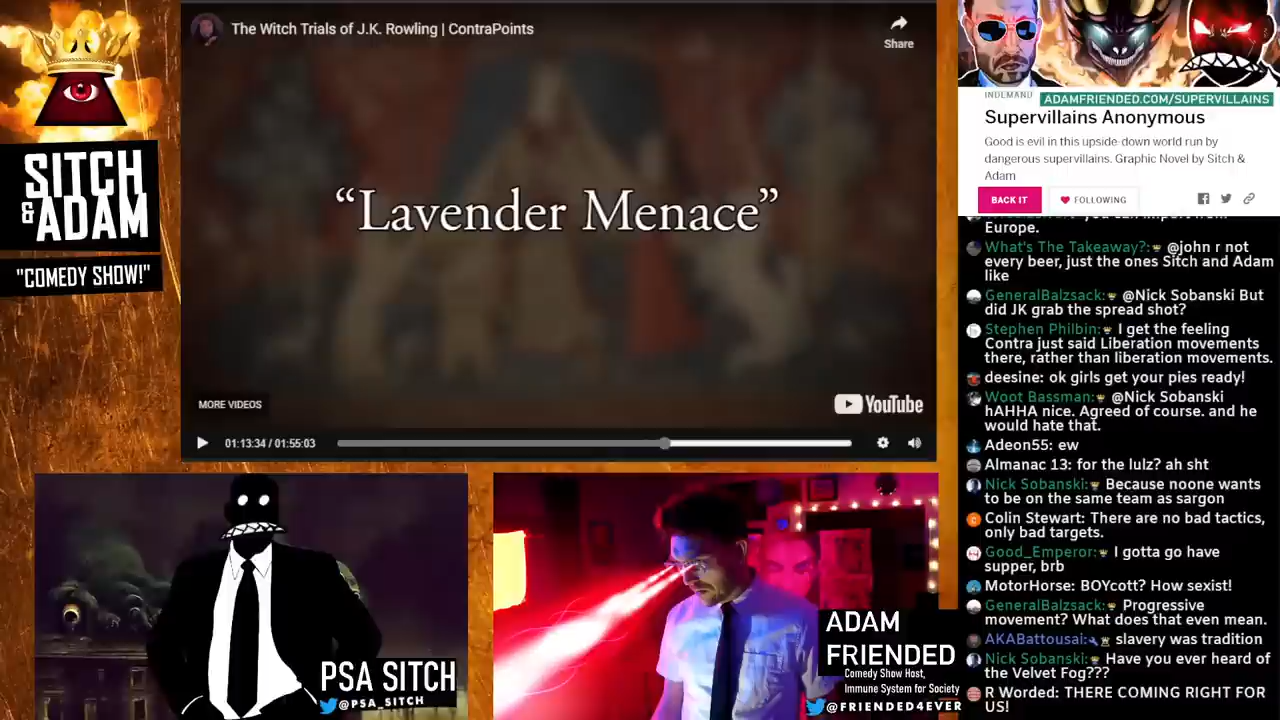 The Witch Trials of J.K. Rowling | ContraPoints
Share
“Lavender Menace”
MORE VIDEOS
YouTube
01:13:34 / 01:55:03
SITCH
& ADAM
"COMEDY SHOW!"
PSA SITCH
@PSA_SITCH
ADAM
FRIENDED
Comedy Show Host,
Immune System for Society
@FRIENDED4EVER
INDEMAND
ADAMFRIENDED.COM/SUPERVILLAINS
Supervillains Anonymous
Good is evil in this upside-down world run by
dangerous supervillains. Graphic Novel by Sitch &
Adam
BACK IT
FOLLOWING
Europe.
What's The Takeaway?: @john r not
every beer, just the ones Sitch and Adam
like
GeneralBalzsack: @Nick Sobanski But
did JK grab the spread shot?
Stephen Philbin: I get the feeling
Contra just said Liberation movements
there, rather than liberation movements.
deesine: ok girls get your pies ready!
Woot Bassman: @Nick Sobanski
hAHHA nice. Agreed of course. and he
would hate that.
Adeon55: ew
Almanac 13: for the lulz? ah sht
Nick Sobanski: Because noone wants
to be on the same team as sargon
Colin Stewart: There are no bad tactics,
only bad targets.
Good_Emperor: I gotta go have
supper, brb
MotorHorse: BOYcott? How sexist!
GeneralBalzsack: Progressive
movement? What does that even mean.
AKABattousai: slavery was tradition
Nick Sobanski: Have you ever heard of
the Velvet Fog???
R Worded: THERE COMING RIGHT FOR
US!